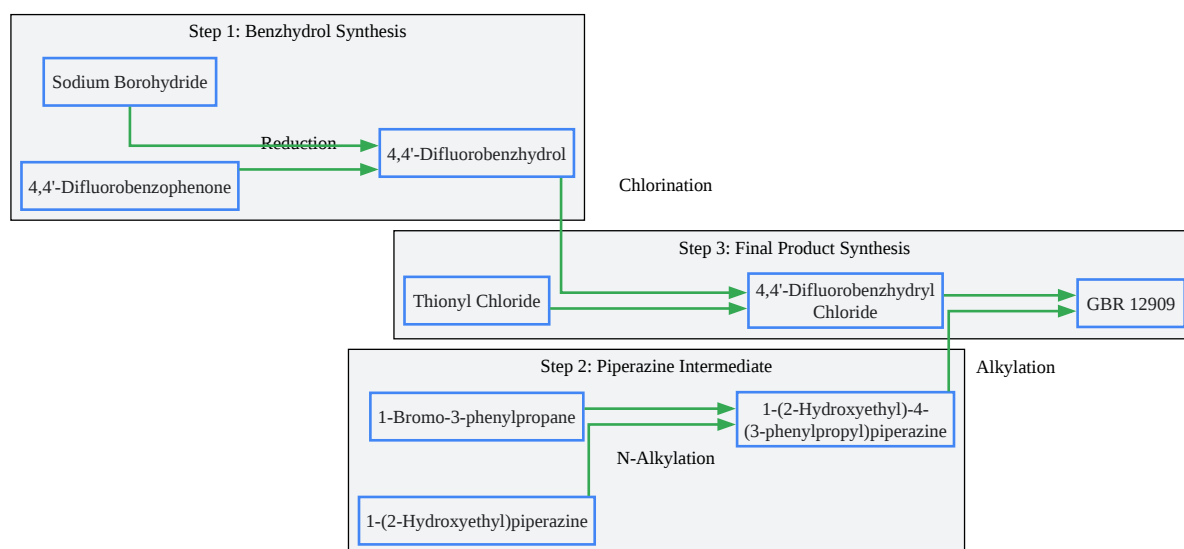 Step 1: Benzhydrol Synthesis
Sodium Borohydride
Reduction
4,4'-Difluorobenzhydrol
4,4'-Difluorobenzophenone
Chlorination
Step 3: Final Product Synthesis
Thionyl Chloride
4,4'-Difluorobenzhydryl
Chloride
GBR 12909
Step 2: Piperazine Intermediate
Alkylation
1-Bromo-3-phenylpropane
1-(2-Hydroxyethyl)-4-
(3-phenylpropyl)piperazine
N-Alkylation
1-(2-Hydroxyethyl)piperazine